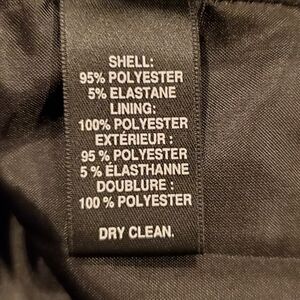 SHELL:
95% POLYESTER
5% ELASTANE
LINING:
100% POLYESTER
EXTÉRIEUR :
95 % POLYESTER
5 % ÉLASTHANNE
DOUBLURE :
100 % POLYESTER
DRY CLEAN.